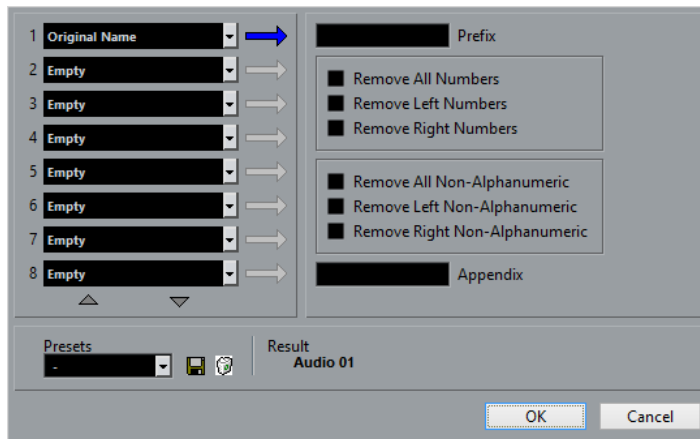 1 Original Name
2 Empty
3 Empty
4 Empty
5 Empty
6 Empty
7 Empty
8 Empty
Prefix
Remove All Numbers
Remove Left Numbers
Remove Right Numbers
Remove All Non-Alphanumeric
Remove Left Non-Alphanumeric
Remove Right Non-Alphanumeric
Appendix
Presets
-
Result
Audio 01
OK
Cancel